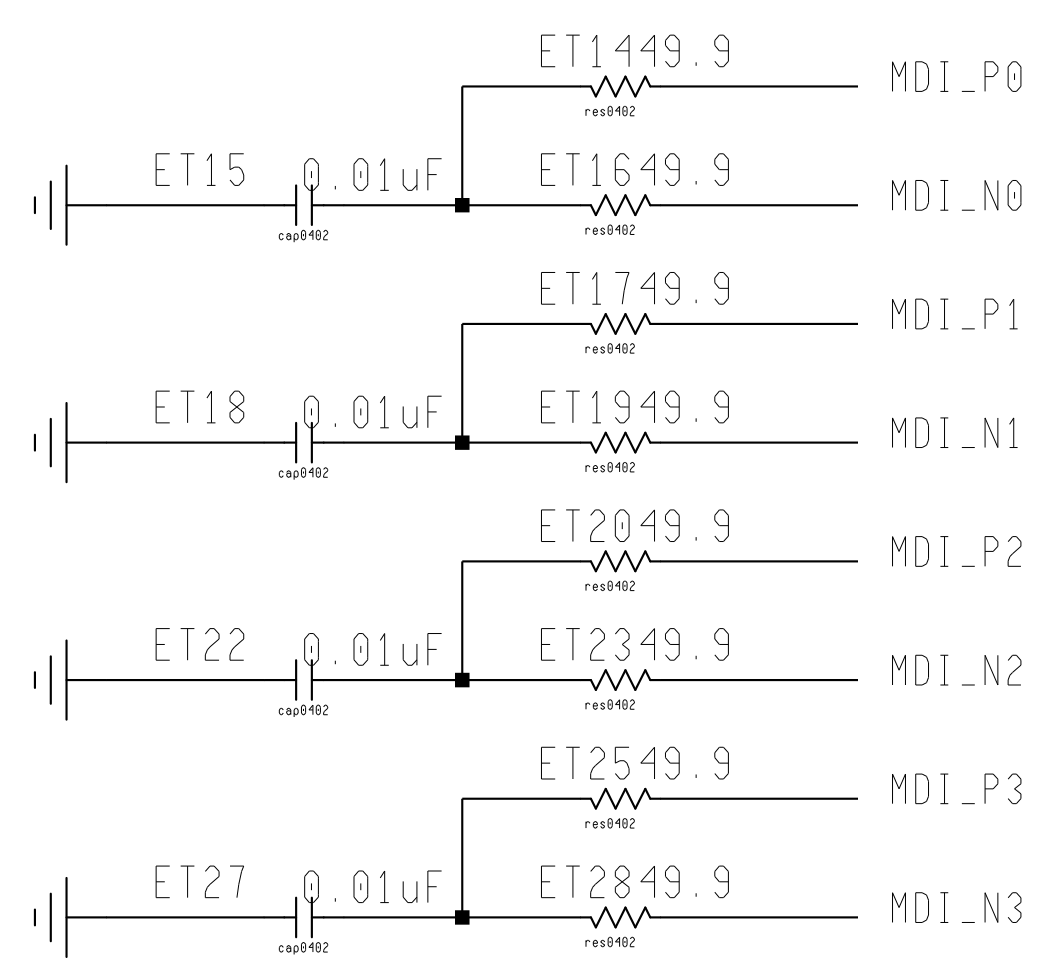 ET1449.9 MDI_P0
res0402
ET15 0.01uF ET1649.9 MDI_N0
cap0402 res0402
ET1749.9 MDI_P1
res0402
ET18 0.01uF ET1949.9 MDI_N1
cap0402 res0402
ET2049.9 MDI_P2
res0402
ET22 0.01uF ET2349.9 MDI_N2
cap0402 res0402
ET2549.9 MDI_P3
res0402
ET27 0.01uF ET2849.9 MDI_N3
cap0402 res0402